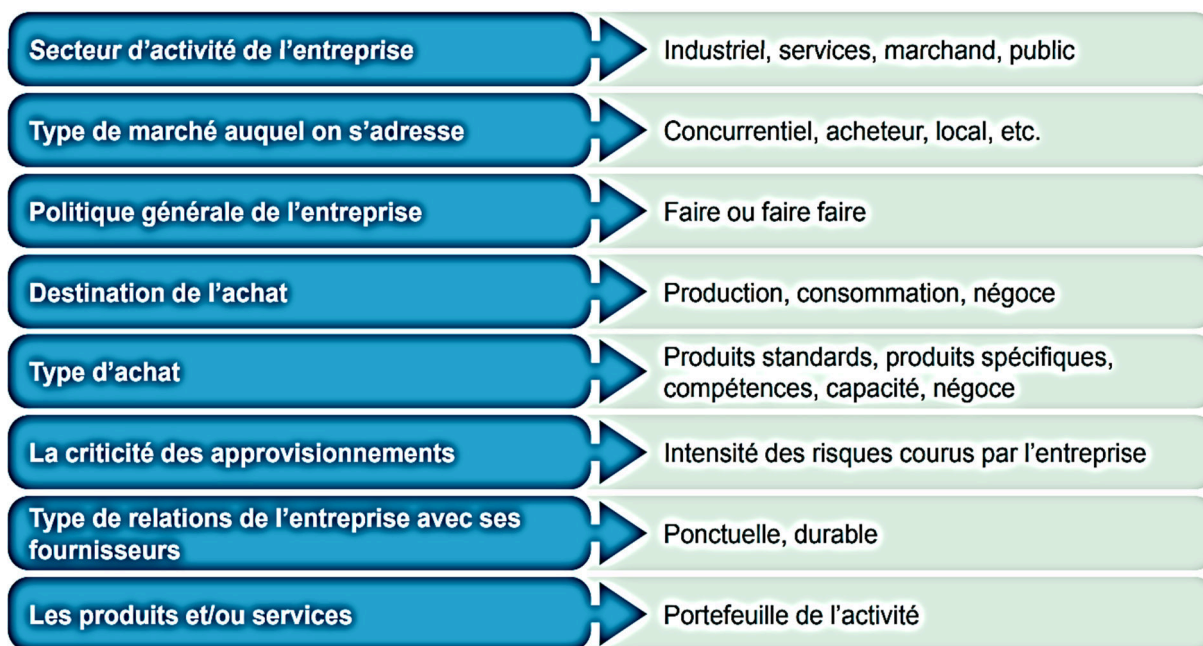 Secteur d’activité de l’entreprise
Industriel, services, marchand, public
Type de marché auquel on s’adresse
Concurrentiel, acheteur, local, etc.
Politique générale de l’entreprise
Faire ou faire faire
Destination de l’achat
Production, consommation, négoce
Type d’achat
Produits standards, produits spécifiques,
compétences, capacité, négoce
La criticité des approvisionnements
Intensité des risques courus par l’entreprise
Type de relations de l’entreprise avec ses
fournisseurs
Ponctuelle, durable
Les produits et/ou services
Portefeuille de l’activité